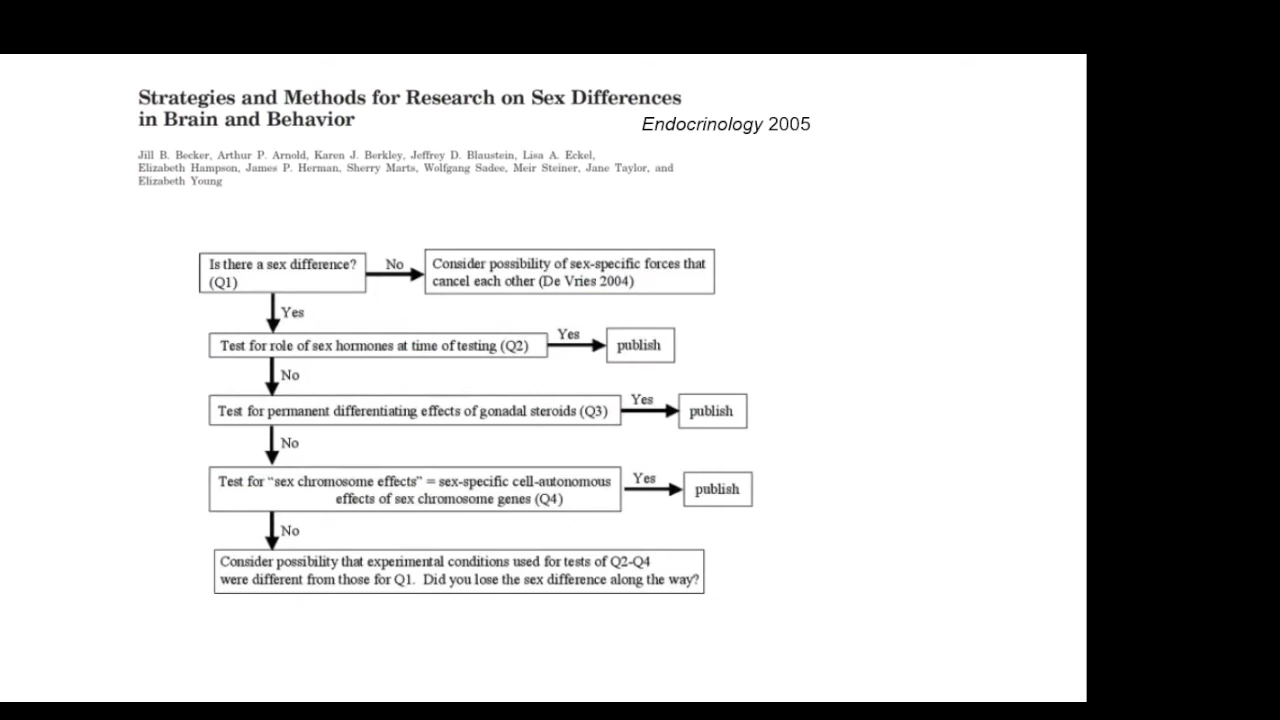 Strategies and Methods for Research on Sex Differences
in Brain and Behavior
Endocrinology 2005
Jill B. Becker, Arthur P. Arnold, Karen J. Berkley, Jeffrey D. Blaustein, Lisa A. Eckel,
Elizabeth Hampson, James P. Herman, Sherry Marts, Wolfgang Sadee, Meir Steiner, Jane Taylor, and
Elizabeth Young
Is there a sex difference?
(Q1)
No
Consider possibility of sex-specific forces that
cancel each other (De Vries 2004)
Yes
Test for role of sex hormones at time of testing (Q2)
Yes
publish
No
Test for permanent differentiating effects of gonadal steroids (Q3)
Yes
publish
No
Test for “sex chromosome effects” = sex-specific cell-autonomous
effects of sex chromosome genes (Q4)
Yes
publish
No
Consider possibility that experimental conditions used for tests of Q2-Q4
were different from those for Q1. Did you lose the sex difference along the way?